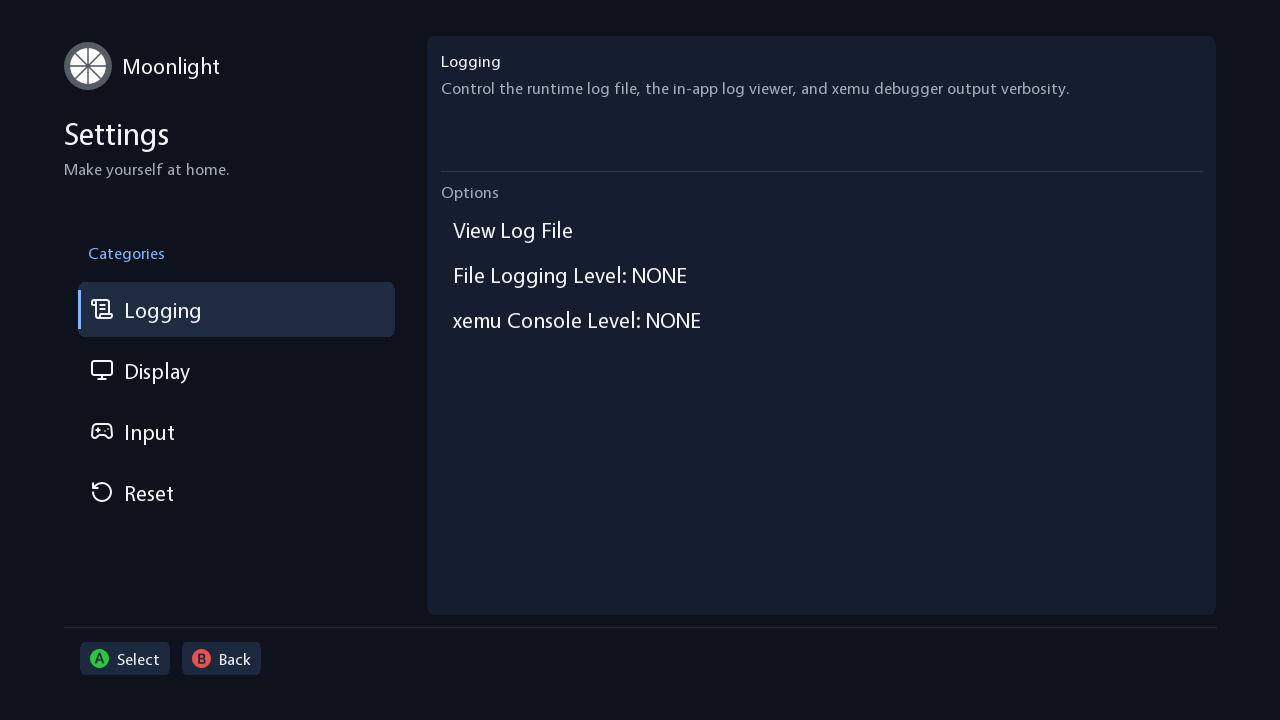 Moonlight
Settings
Make yourself at home.
Categories
Logging
Display
Input
Reset
Logging
Control the runtime log file, the in-app log viewer, and xemu debugger output verbosity.
Options
View Log File
File Logging Level: NONE
xemu Console Level: NONE
A Select
B Back